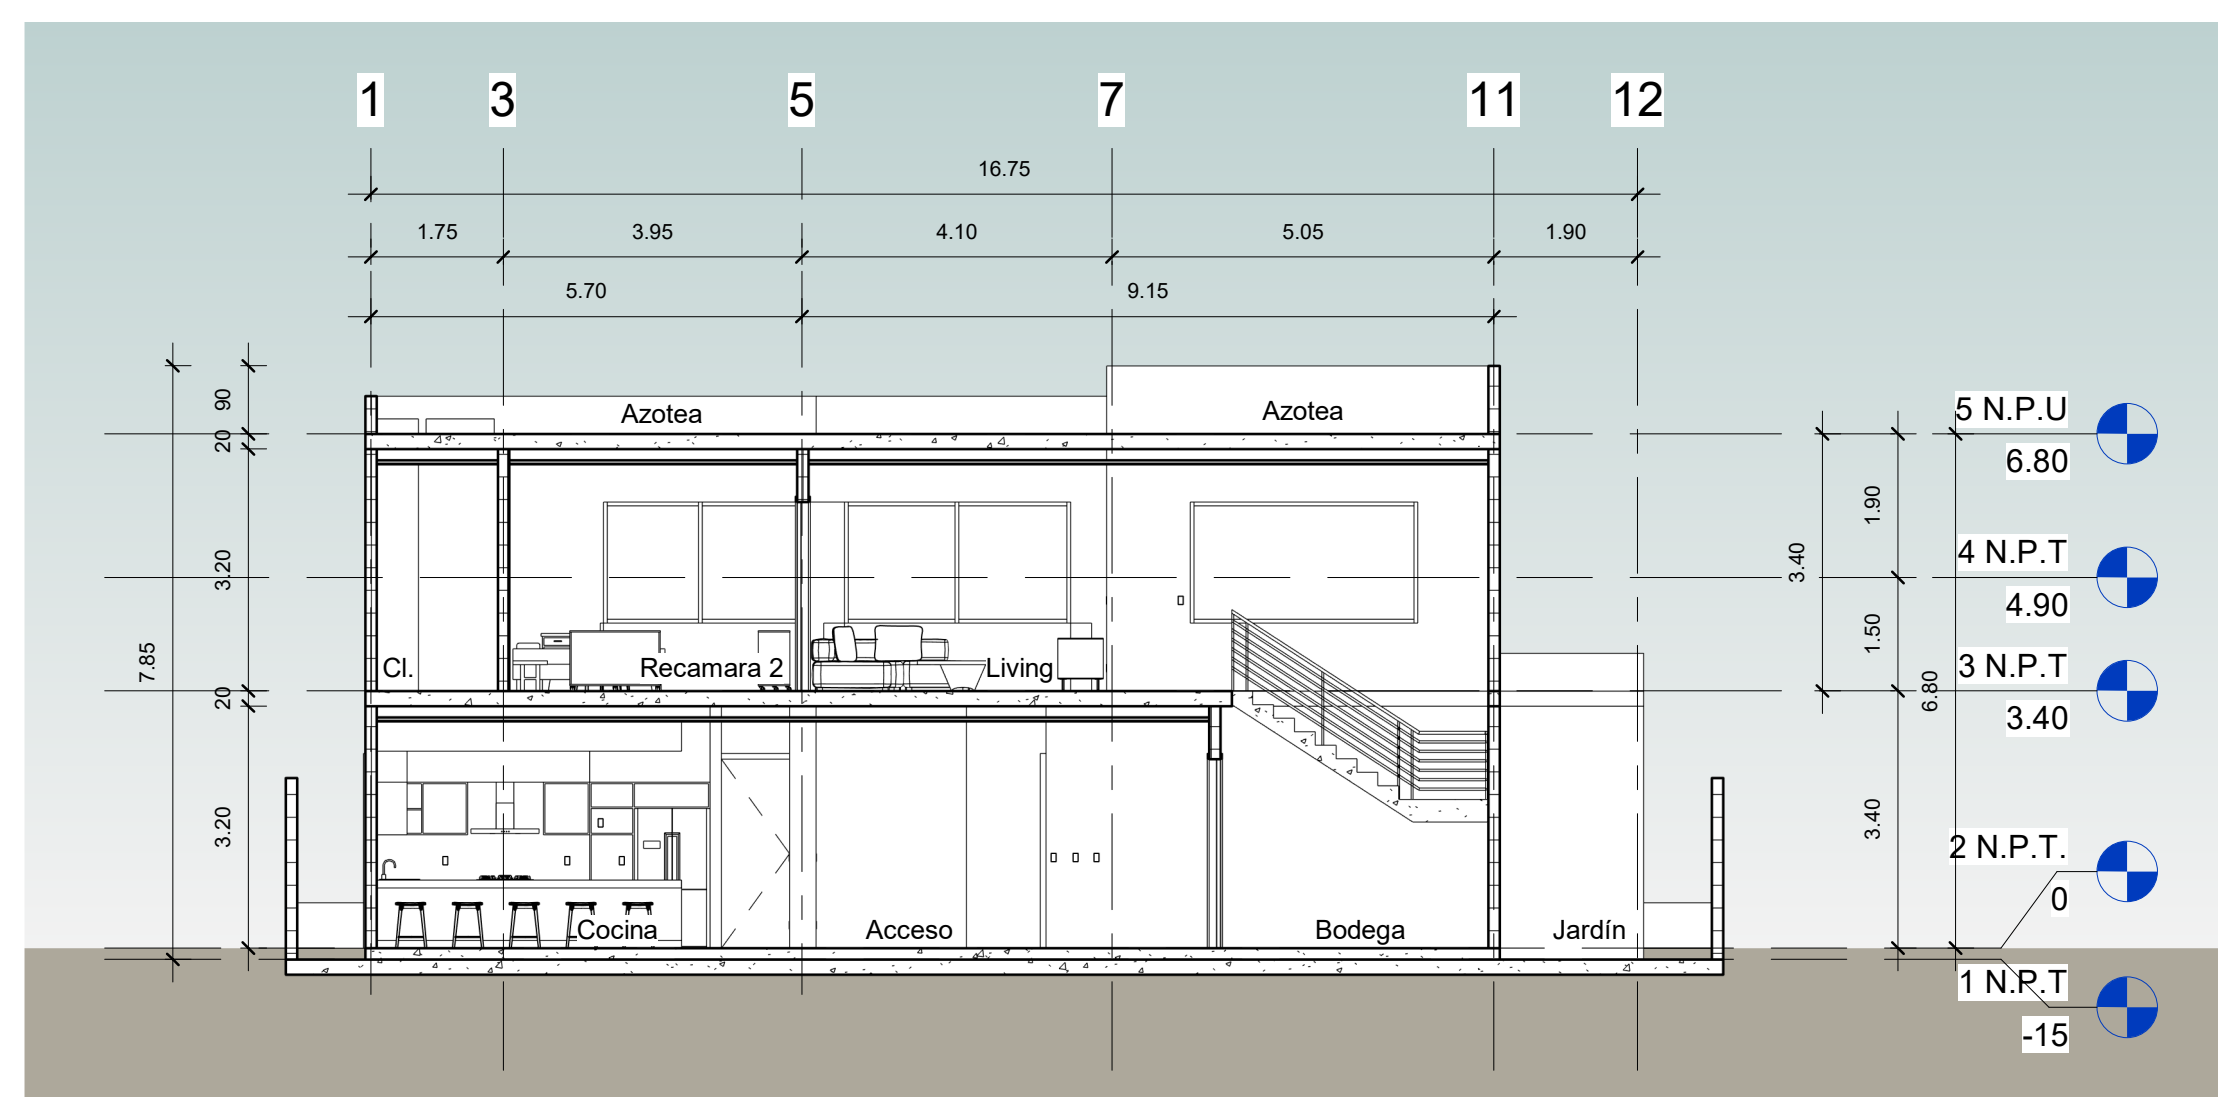 1 3 5 7 11 12
16.75
1.75 3.95 4.10 5.05 1.90
5.70 9.15
90
20
3.20
20
3.20
7.85
Azotea Azotea
Cl. Recamara 2 Living
Cocina Acceso Bodega Jardín
3.40
1.90
1.50
3.40
6.80
5 N.P.U
6.80
4 N.P.T
4.90
3 N.P.T
3.40
2 N.P.T.
0
1 N.P.T
-15